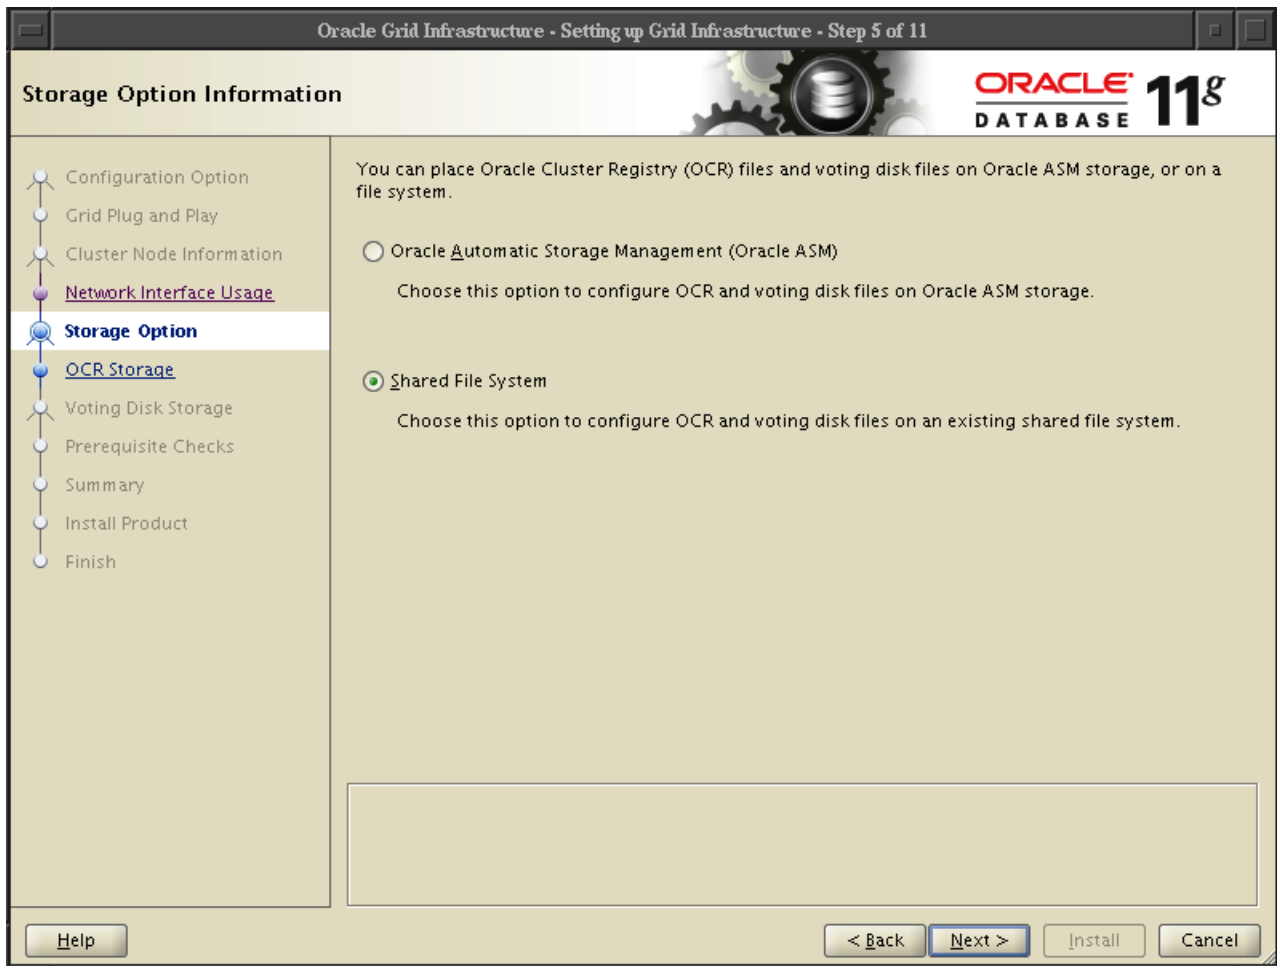 Oracle Grid Infrastructure - Setting up Grid Infrastructure - Step 5 of 11
Storage Option Information
ORACLE
DATABASE 11g
Configuration Option
Grid Plug and Play
Cluster Node Information
Network Interface Usage
Storage Option
OCR Storage
Voting Disk Storage
Prerequisite Checks
Summary
Install Product
Finish
You can place Oracle Cluster Registry (OCR) files and voting disk files on Oracle ASM storage, or on a
file system.
Oracle Automatic Storage Management (Oracle ASM)
Choose this option to configure OCR and voting disk files on Oracle ASM storage.
Shared File System
Choose this option to configure OCR and voting disk files on an existing shared file system.
Help
< Back
Next >
Install
Cancel